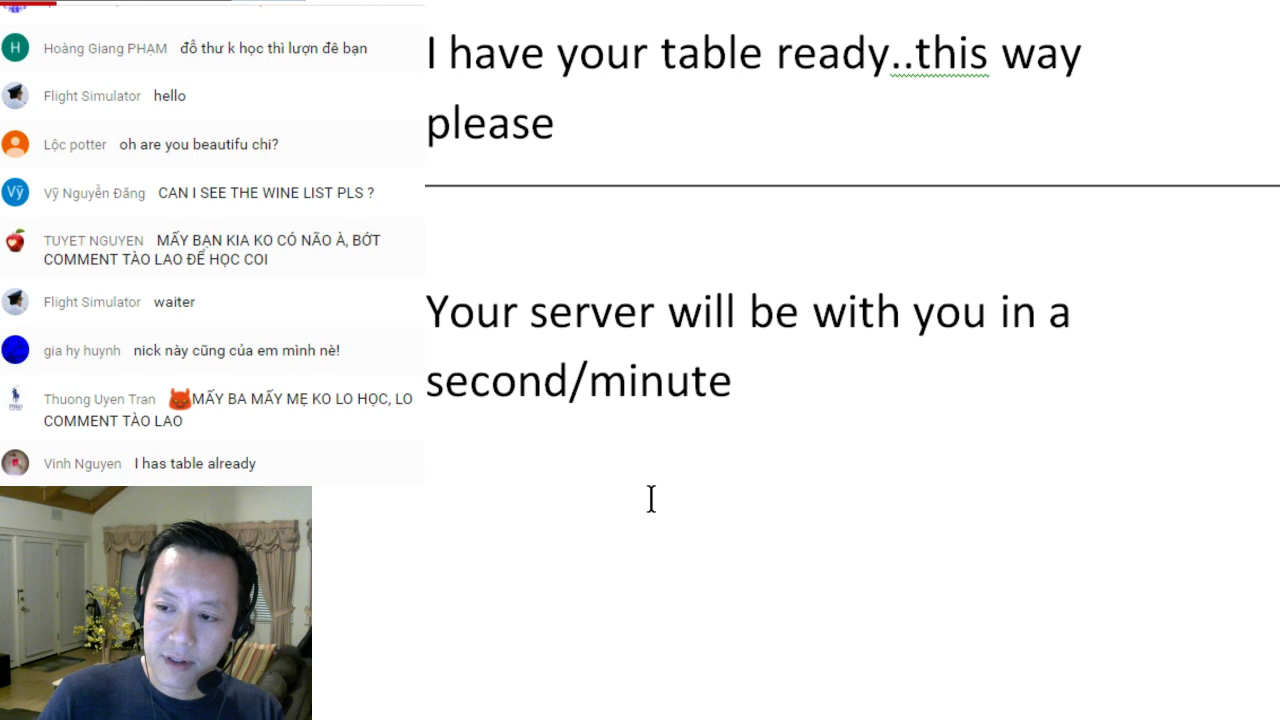 Hoàng Giang PHẠM đỗ thư k học thì lượn đê bạn
Flight Simulator hello
Lộc potter oh are you beautifu chi?
Vỹ Vỹ Nguyễn Đăng CAN I SEE THE WINE LIST PLS ?
TUYET NGUYEN MẤY BẠN KIA KO CÓ NÃO À, BỚT
COMMENT TÀO LAO ĐỂ HỌC COI
Flight Simulator waiter
gia hy huynh nick này cũng của em mình nè!
Thuong Uyen Tran MẤY BA MẤY MẸ KO LO HỌC, LO
COMMENT TÀO LAO
Vinh Nguyen I has table already
I have your table ready..this way
please
Your server will be with you in a
second/minute